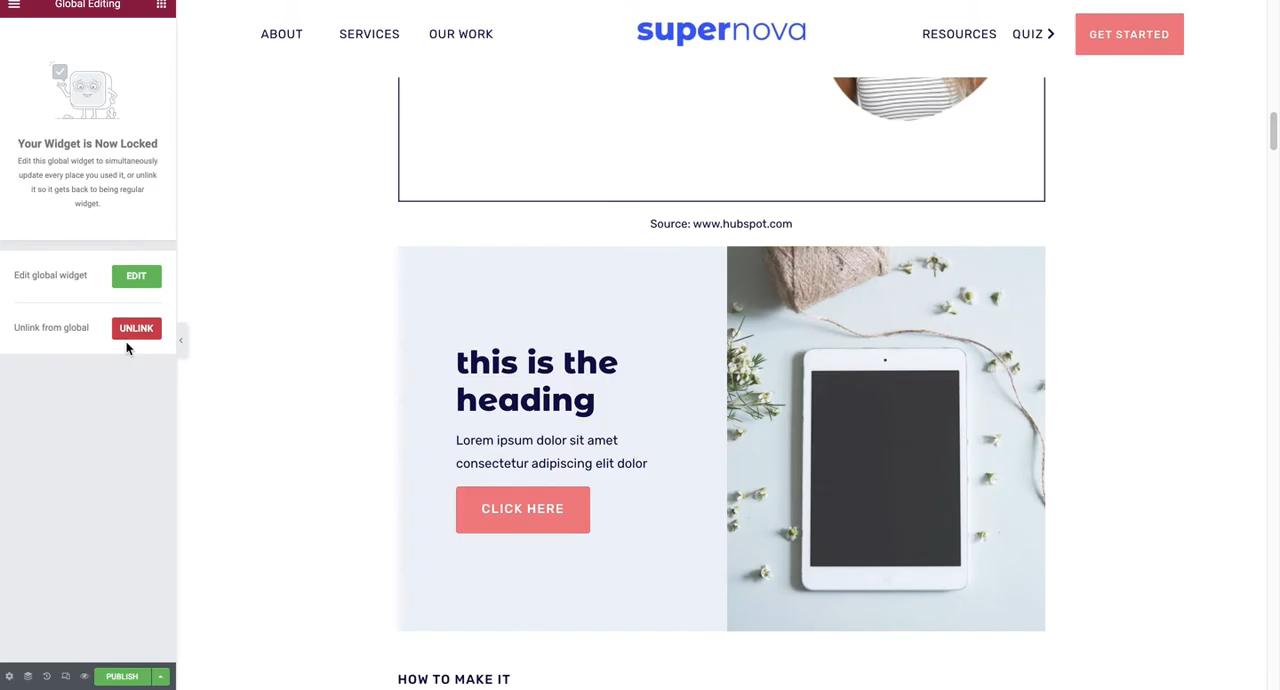 Global Editing
Your Widget is Now Locked
Edit this global widget to simultaneously
update every place you used it, or unlink
it so it gets back to being regular
widget.
Edit global widget
EDIT
Unlink from global
UNLINK
PUBLISH
ABOUT
SERVICES
OUR WORK
supernova
RESOURCES
QUIZ
GET STARTED
Source: www.hubspot.com
this is the
heading
Lorem ipsum dolor sit amet
consectetur adipiscing elit dolor
CLICK HERE
HOW TO MAKE IT